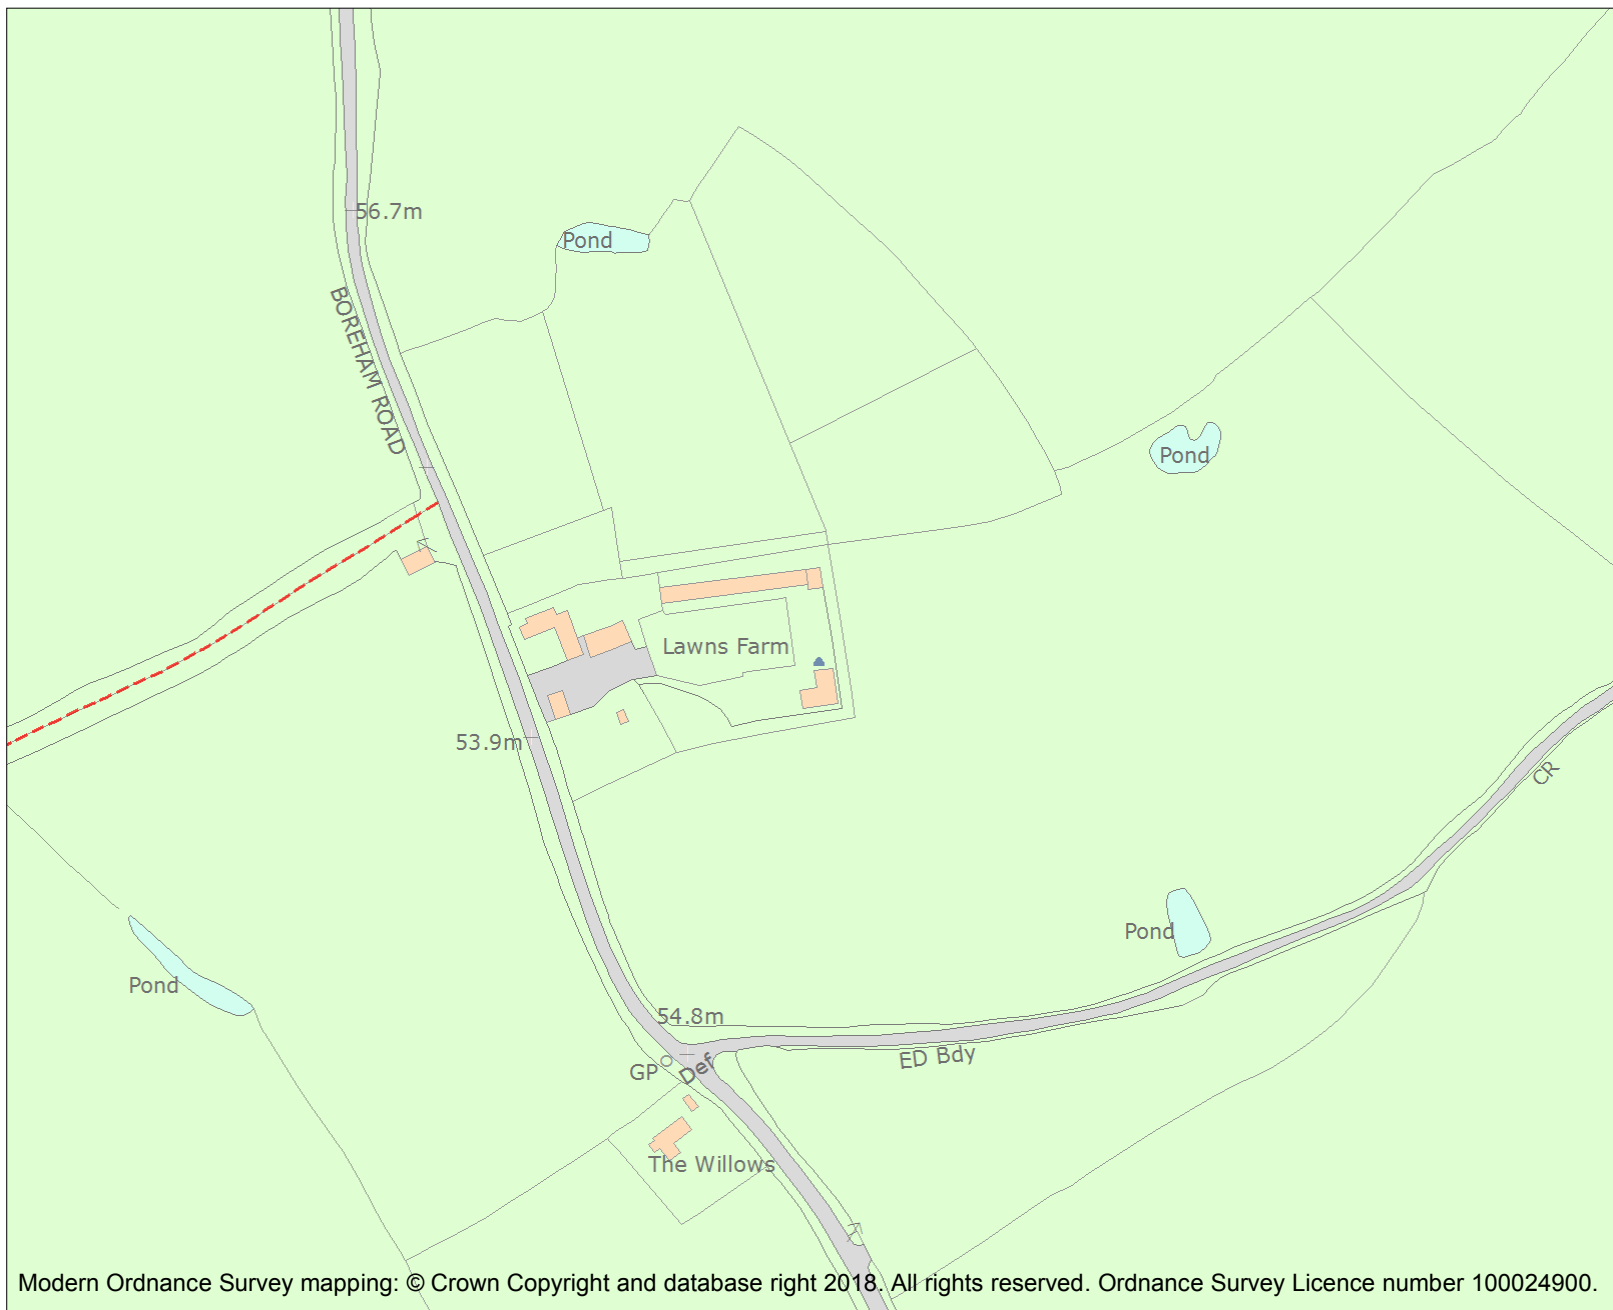 56.7m
Pond
BOREHAM ROAD
Pond
Lawns Farm
53.9m
CR
Pond
Pond
54.8m
GP
Def
ED Bdy
The Willows
Modern Ordnance Survey mapping: © Crown Copyright and database right 2018. All rights reserved. Ordnance Survey Licence number 100024900.